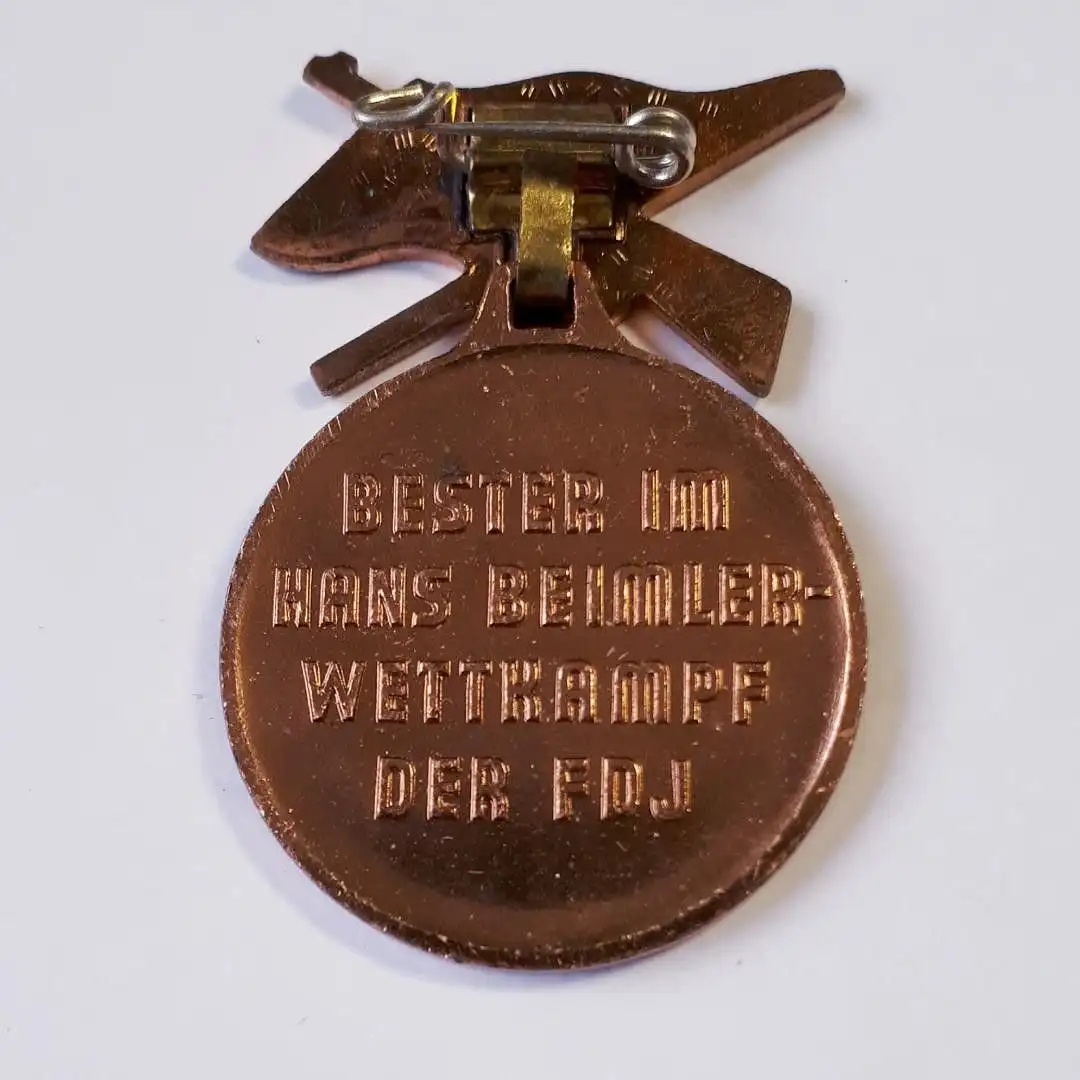 BESTER IM
HANS BEIMLER-
WETTKAMPF
DER FDJ